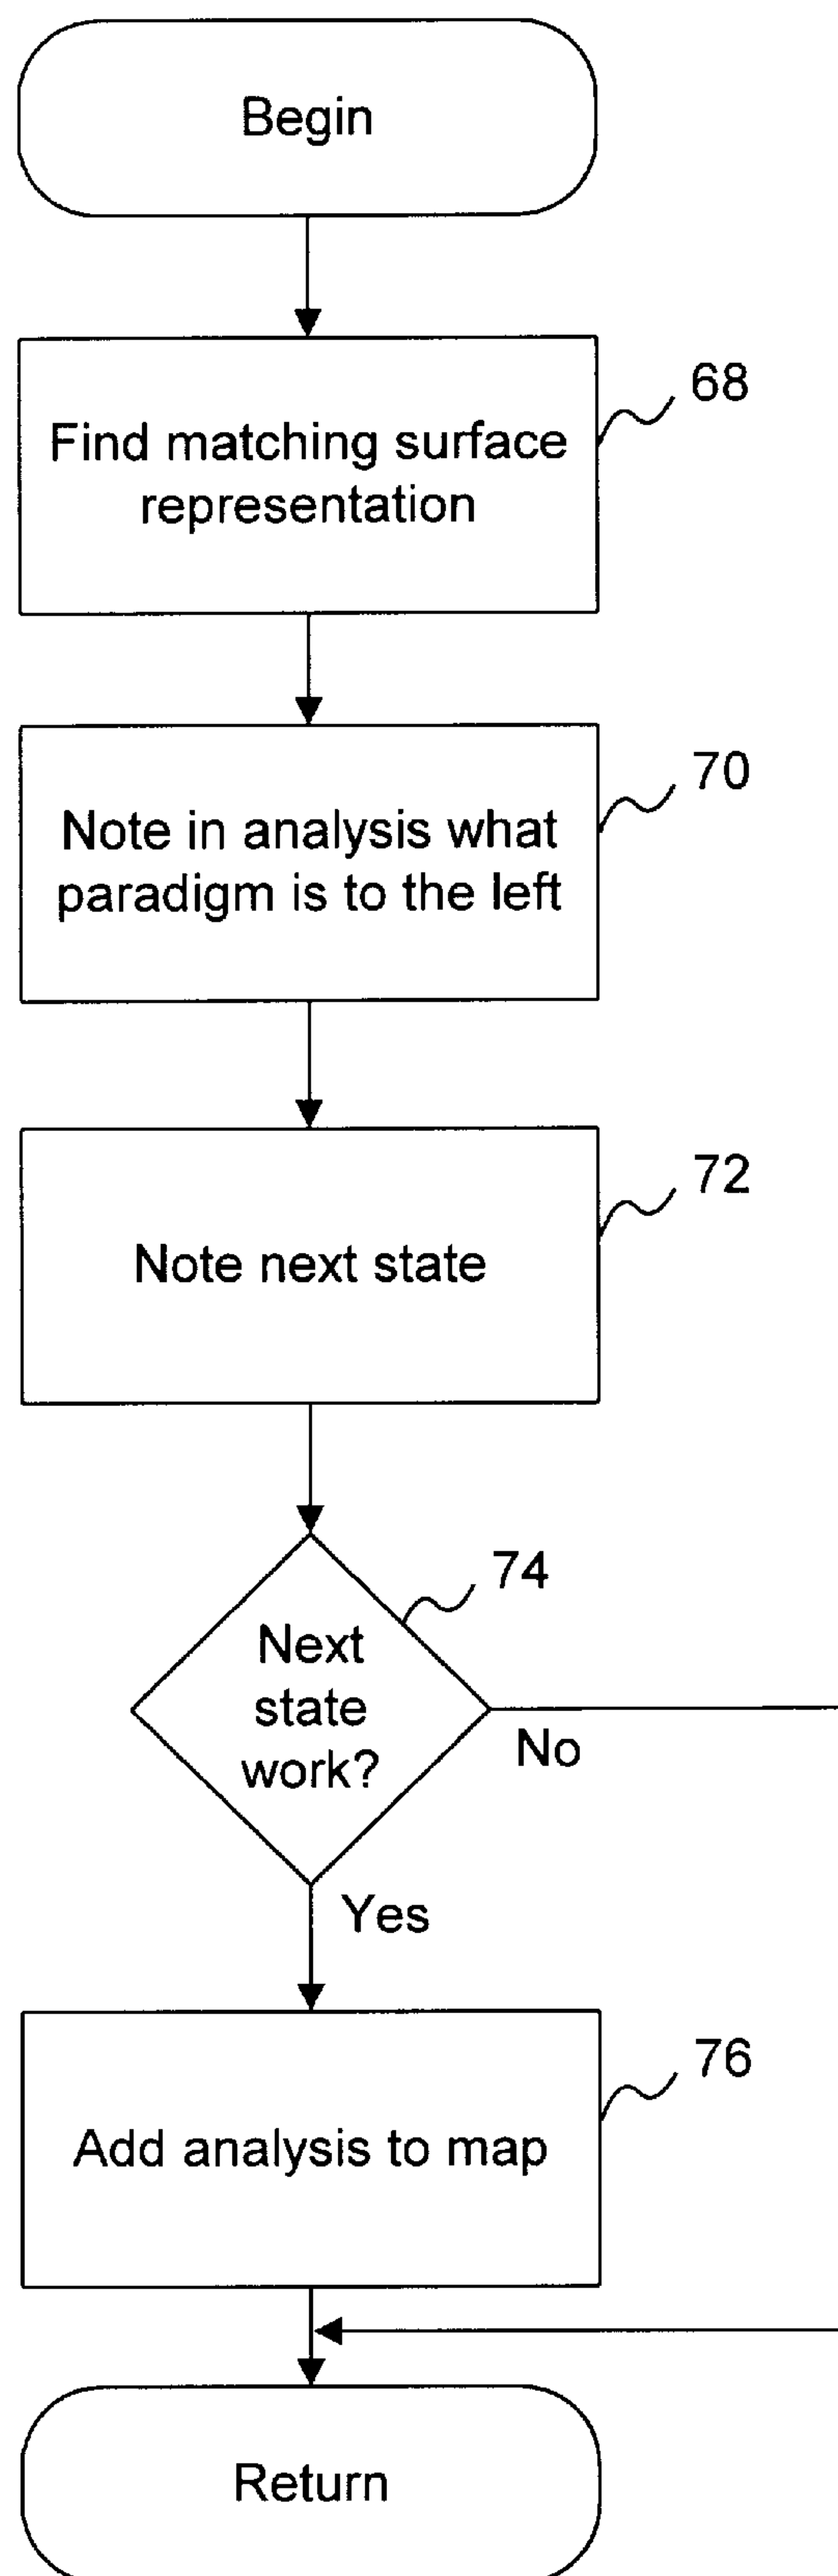 Begin
68
Find matching surface
representation
70
Note in analysis what
paradigm is to the left
72
Note next state
74
Next
state
work?
No
Yes
76
Add analysis to map
Return